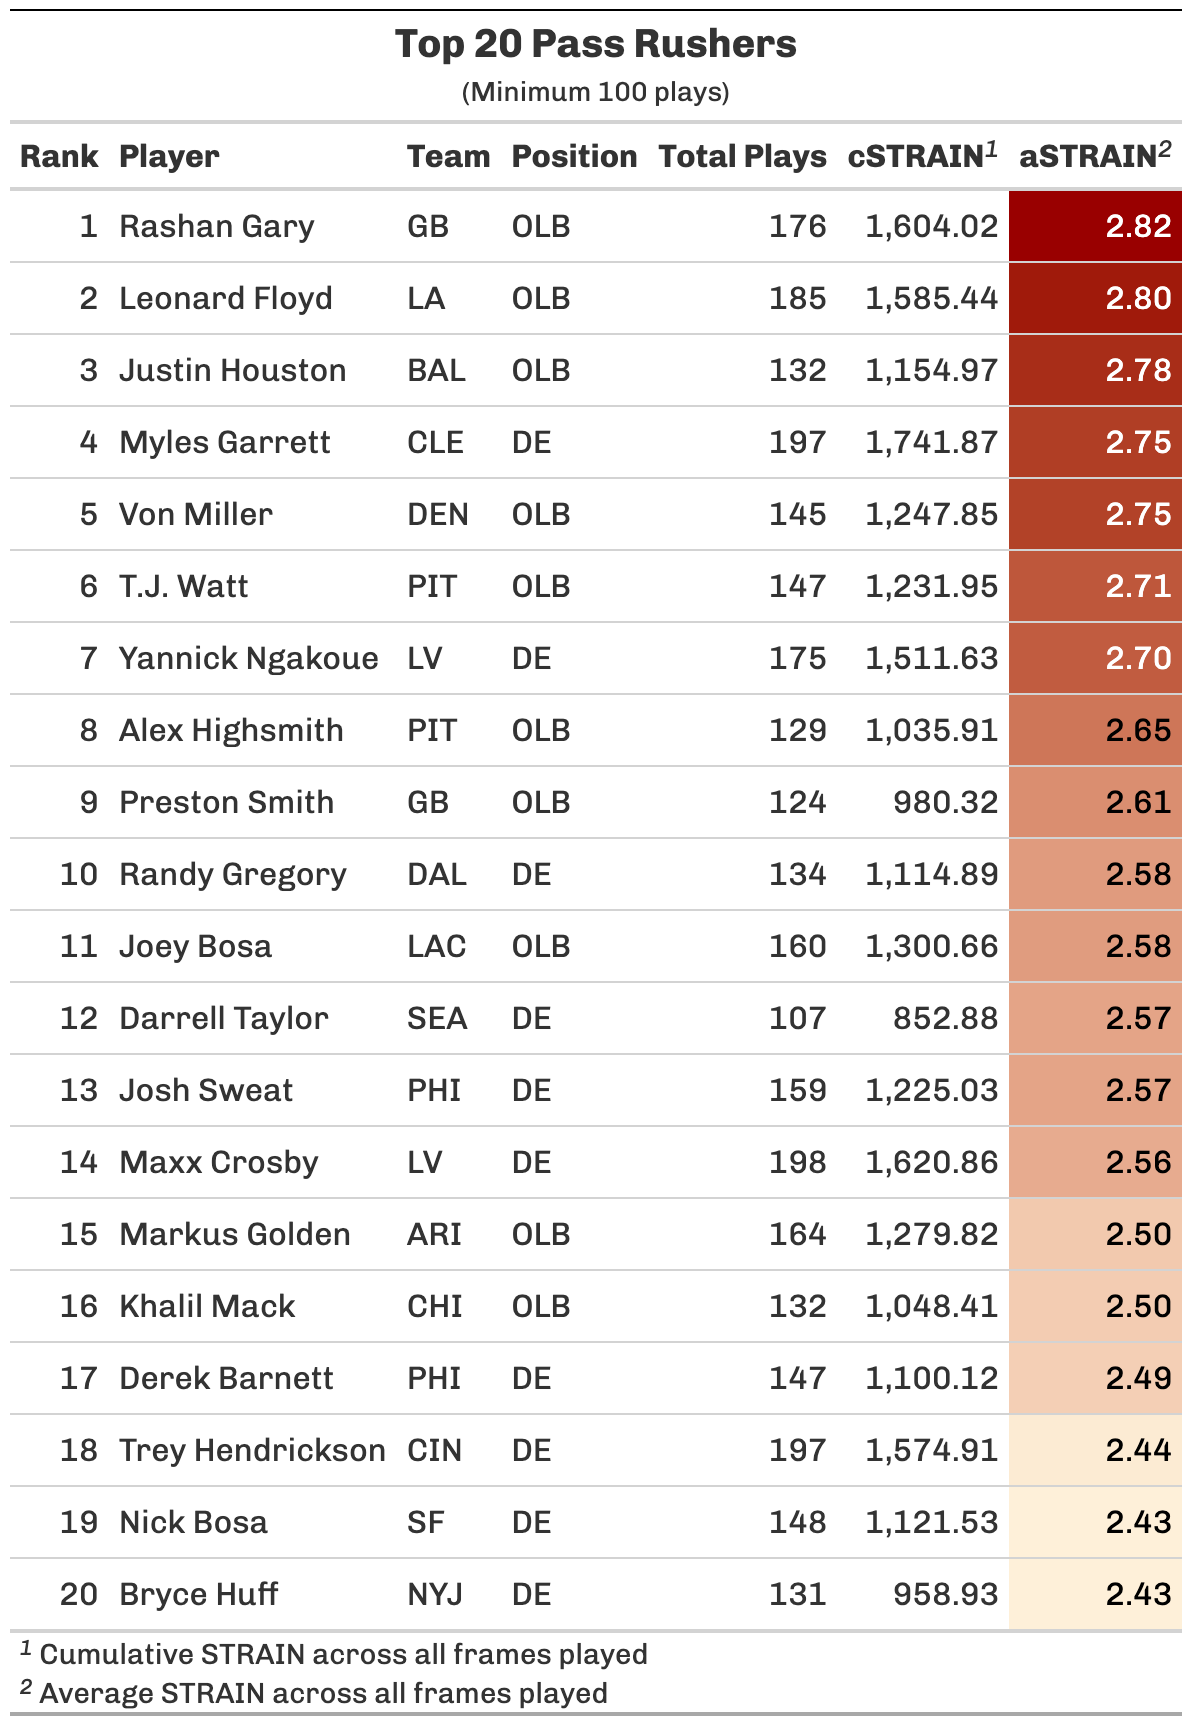 Top 20 Pass Rushers
(Minimum 100 plays)
Rank Player Team Position Total Plays cSTRAIN1 aSTRAIN2
1 Rashan Gary GB OLB 176 1,604.02 2.82
2 Leonard Floyd LA OLB 185 1,585.44 2.80
3 Justin Houston BAL OLB 132 1,154.97 2.78
4 Myles Garrett CLE DE 197 1,741.87 2.75
5 Von Miller DEN OLB 145 1,247.85 2.75
6 T.J. Watt PIT OLB 147 1,231.95 2.71
7 Yannick Ngakoue LV DE 175 1,511.63 2.70
8 Alex Highsmith PIT OLB 129 1,035.91 2.65
9 Preston Smith GB OLB 124 980.32 2.61
10 Randy Gregory DAL DE 134 1,114.89 2.58
11 Joey Bosa LAC OLB 160 1,300.66 2.58
12 Darrell Taylor SEA DE 107 852.88 2.57
13 Josh Sweat PHI DE 159 1,225.03 2.57
14 Maxx Crosby LV DE 198 1,620.86 2.56
15 Markus Golden ARI OLB 164 1,279.82 2.50
16 Khalil Mack CHI OLB 132 1,048.41 2.50
17 Derek Barnett PHI DE 147 1,100.12 2.49
18 Trey Hendrickson CIN DE 197 1,574.91 2.44
19 Nick Bosa SF DE 148 1,121.53 2.43
20 Bryce Huff NYJ DE 131 958.93 2.43
1 Cumulative STRAIN across all frames played
2 Average STRAIN across all frames played